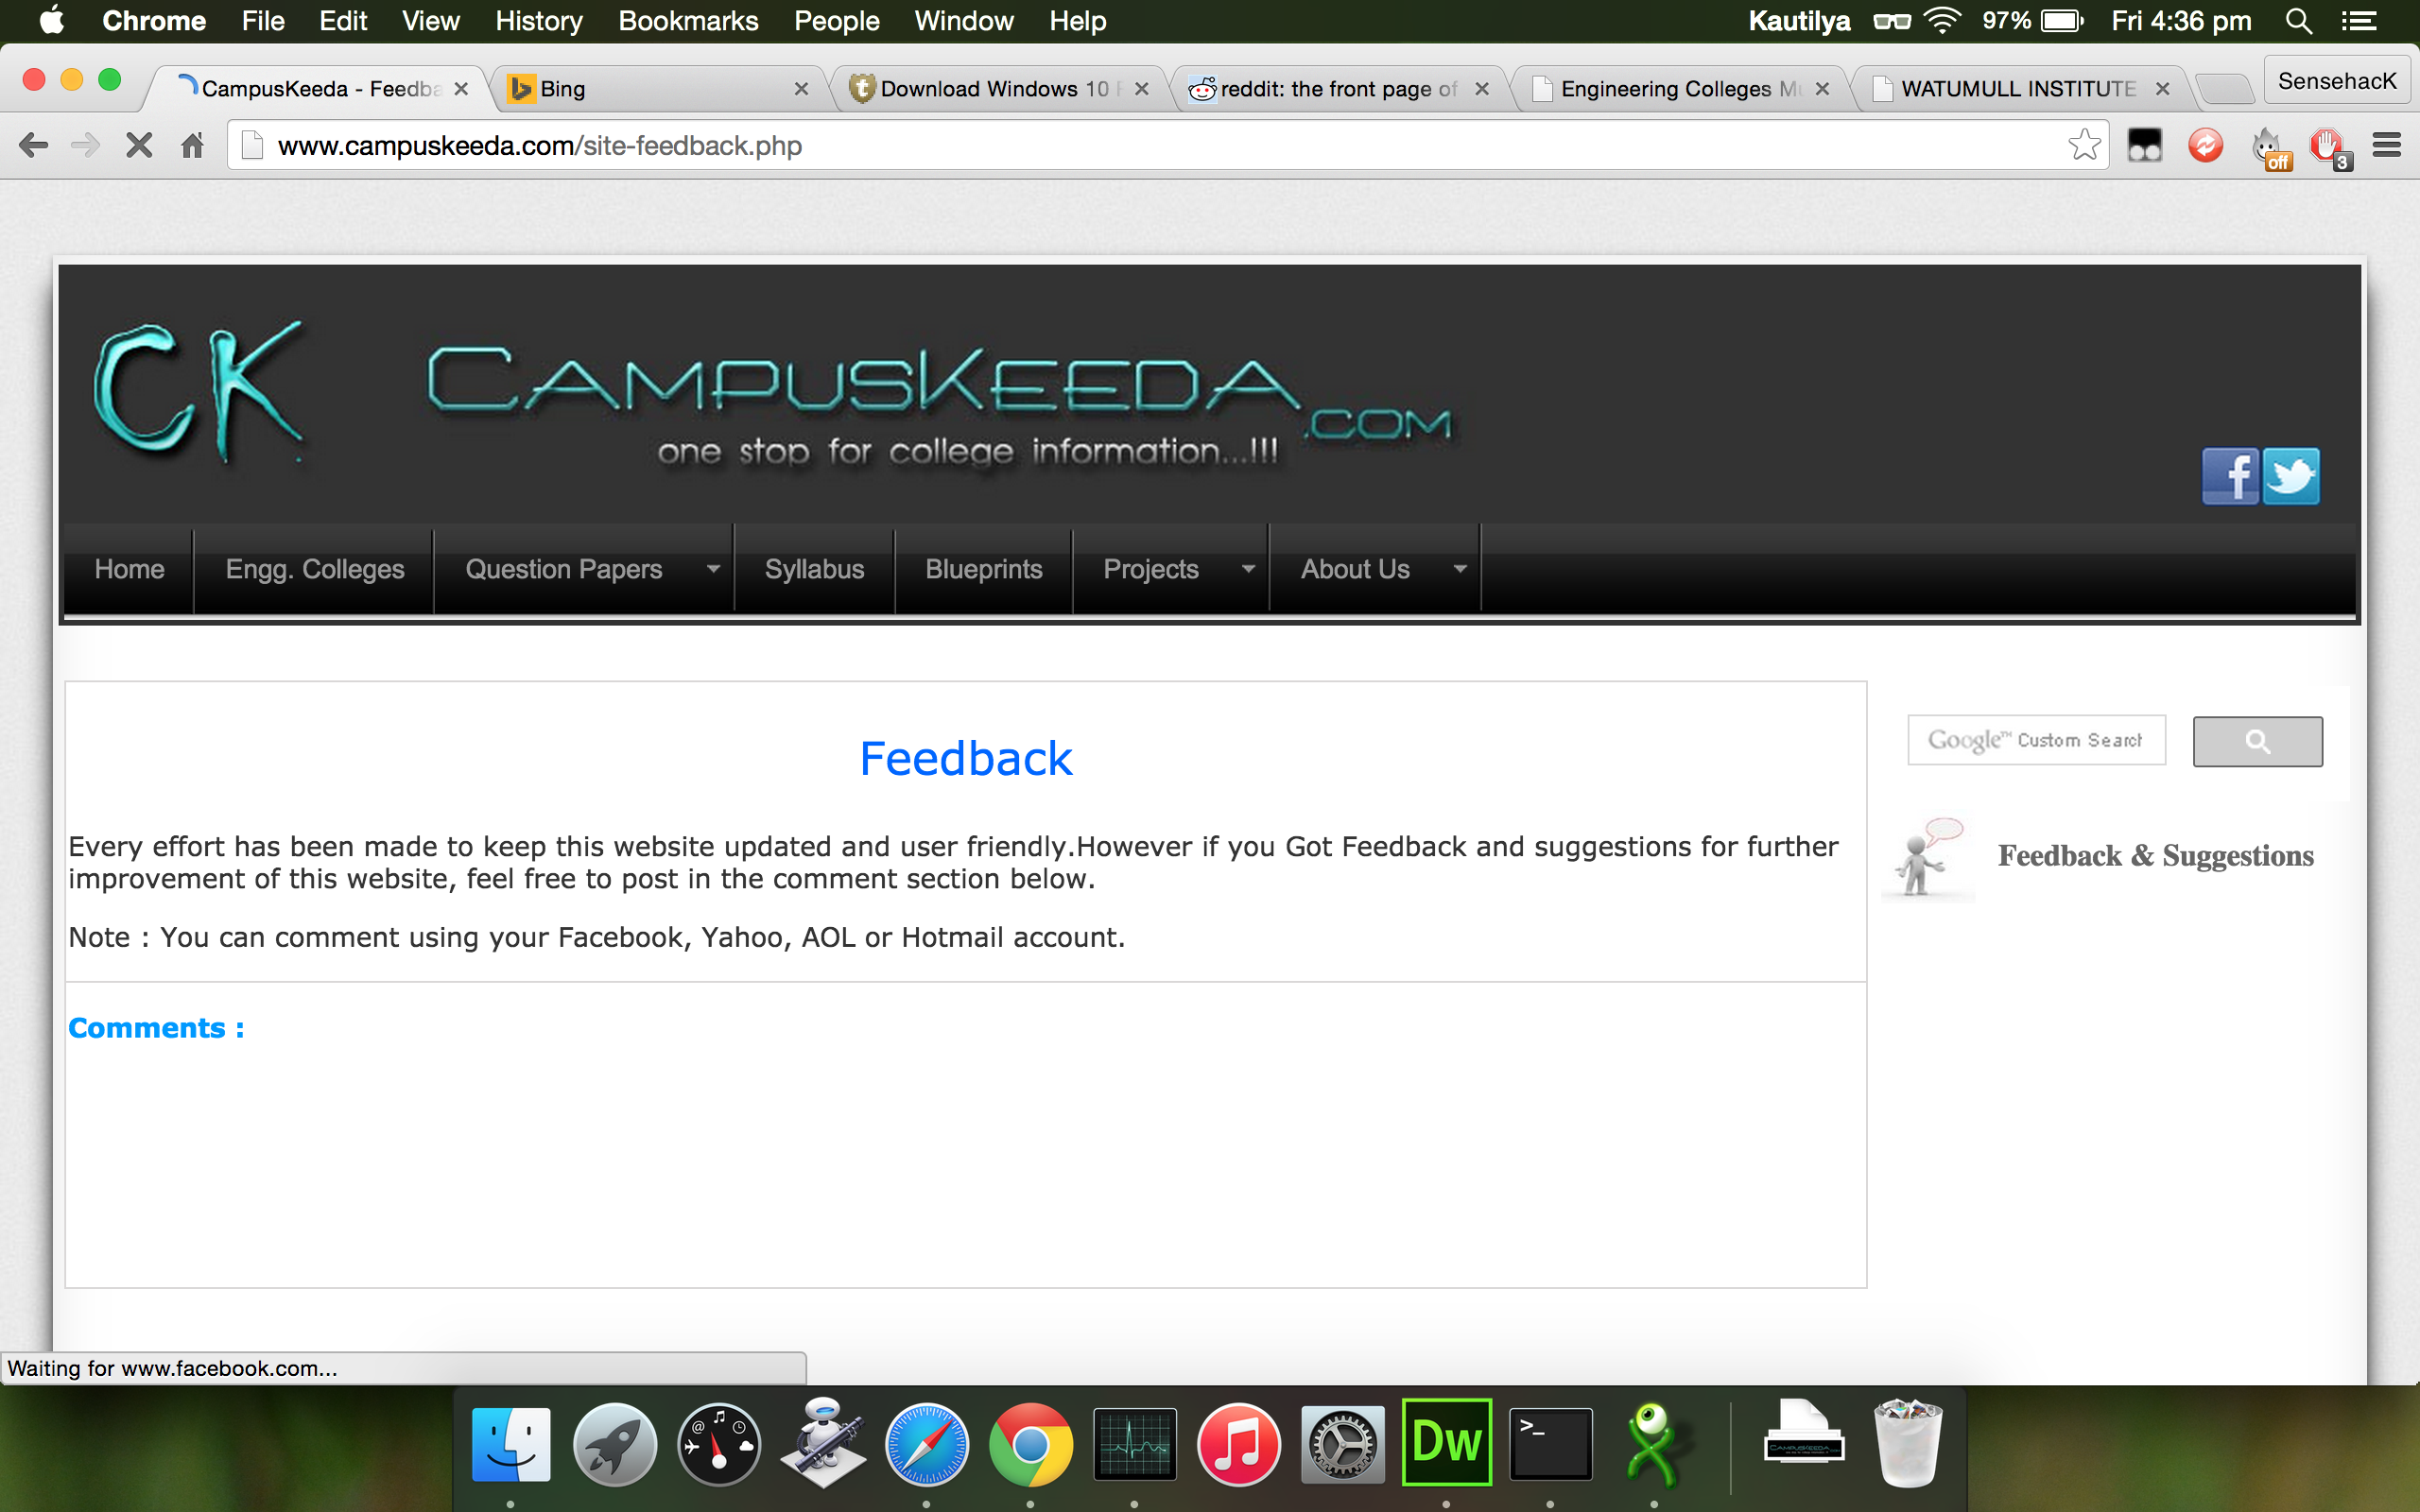 Chrome File Edit View History Bookmarks People Window Help Kautilya 97% Fri 4:36 pm
CampusKeeda - Feedba Bing Download Windows 10 reddit: the front page of Engineering Colleges Mu WATUMULL INSTITUTE SensehacK
www.campuskeeda.com/site-feedback.php off 3
CK CAMPUSKEEDA.COM
one stop for college information...!!!
Home Engg. Colleges Question Papers Syllabus Blueprints Projects About Us
Feedback
Google™ Custom Search
Every effort has been made to keep this website updated and user friendly.However if you Got Feedback and suggestions for further
improvement of this website, feel free to post in the comment section below.
Feedback & Suggestions
Note : You can comment using your Facebook, Yahoo, AOL or Hotmail account.
Comments :
Waiting for www.facebook.com...
Dw
>_
CAMPUSKEEDA